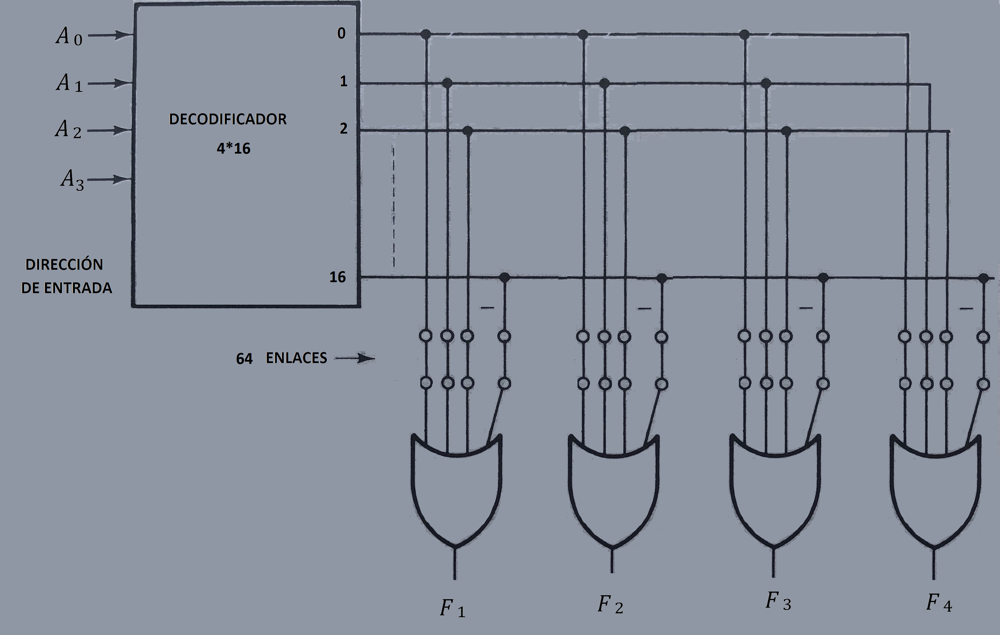 A0
A1
A2
A3
DIRECCIÓN
DE ENTRADA
DECODIFICADOR
4*16
0
1
2
16
64 ENLACES
F1
F2
F3
F4